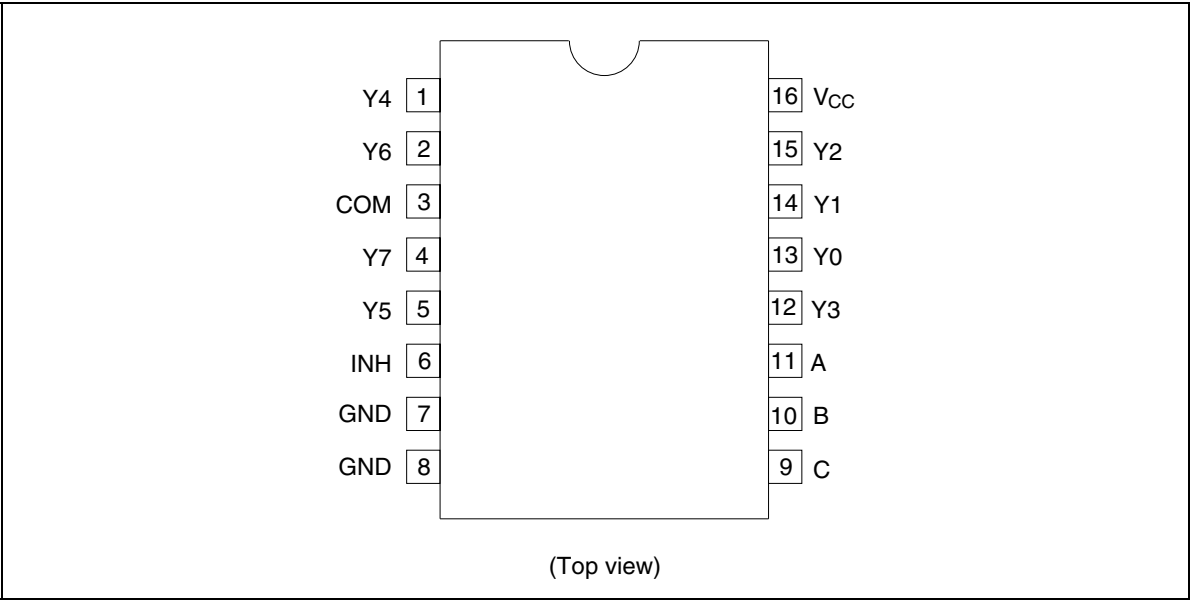 Y4 1 16 VCC
Y6 2 15 Y2
COM 3 14 Y1
Y7 4 13 Y0
Y5 5 12 Y3
INH 6 11 A
GND 7 10 B
GND 8 9 C
(Top view)